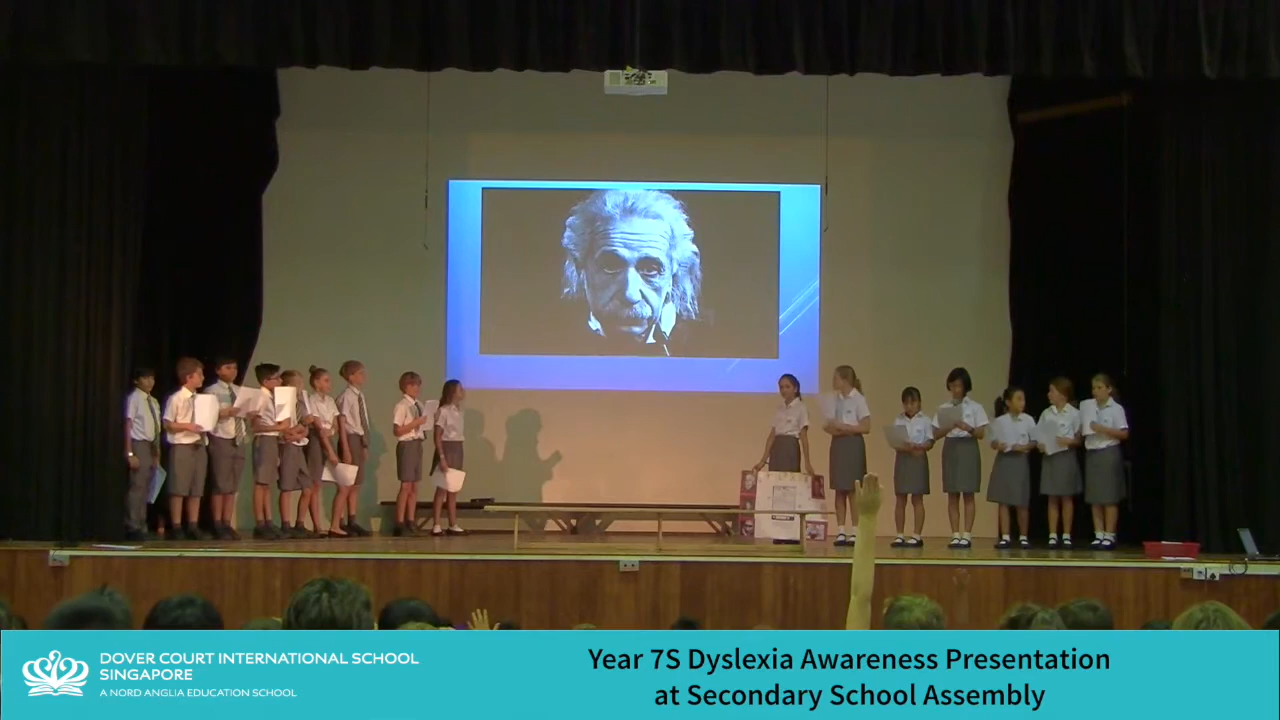 DOVER COURT INTERNATIONAL SCHOOL
SINGAPORE
A NORD ANGLIA EDUCATION SCHOOL
Year 7S Dyslexia Awareness Presentation
at Secondary School Assembly